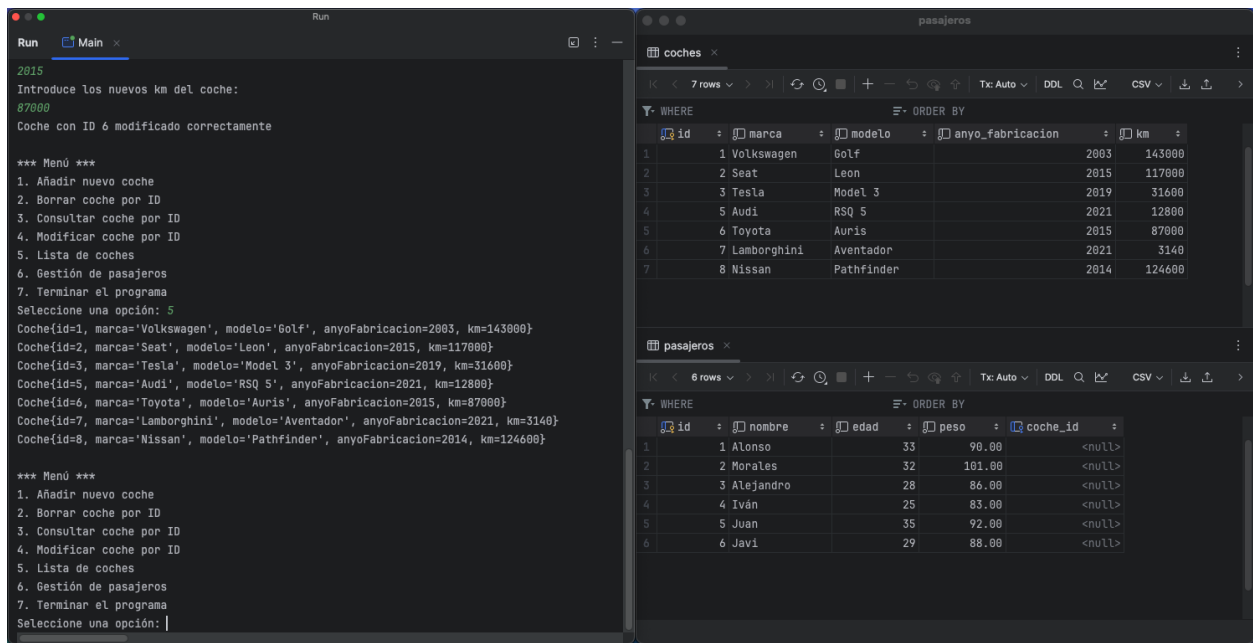 Run
Run Main
2015
Introduce los nuevos km del coche:
87000
Coche con ID 6 modificado correctamente
*** Menú ***
1. Añadir nuevo coche
2. Borrar coche por ID
3. Consultar coche por ID
4. Modificar coche por ID
5. Lista de coches
6. Gestión de pasajeros
7. Terminar el programa
Seleccione una opción: 5
Coche{id=1, marca='Volkswagen', modelo='Golf', anyoFabricacion=2003, km=143000}
Coche{id=2, marca='Seat', modelo='Leon', anyoFabricacion=2015, km=117000}
Coche{id=3, marca='Tesla', modelo='Model 3', anyoFabricacion=2019, km=31600}
Coche{id=5, marca='Audi', modelo='RSQ 5', anyoFabricacion=2021, km=12800}
Coche{id=6, marca='Toyota', modelo='Auris', anyoFabricacion=2015, km=87000}
Coche{id=7, marca='Lamborghini', modelo='Aventador', anyoFabricacion=2021, km=3140}
Coche{id=8, marca='Nissan', modelo='Pathfinder', anyoFabricacion=2014, km=124600}
*** Menú ***
1. Añadir nuevo coche
2. Borrar coche por ID
3. Consultar coche por ID
4. Modificar coche por ID
5. Lista de coches
6. Gestión de pasajeros
7. Terminar el programa
Seleccione una opción:
pasajeros
coches
7 rows Tx: Auto DDL CSV
WHERE ORDER BY
id marca modelo anyo_fabricacion km
1 1 Volkswagen Golf 2003 143000
2 2 Seat Leon 2015 117000
3 3 Tesla Model 3 2019 31600
4 5 Audi RSQ 5 2021 12800
5 6 Toyota Auris 2015 87000
6 7 Lamborghini Aventador 2021 3140
7 8 Nissan Pathfinder 2014 124600
pasajeros
6 rows Tx: Auto DDL CSV
WHERE ORDER BY
id nombre edad peso coche_id
1 1 Alonso 33 90.00 <null>
2 2 Morales 32 101.00 <null>
3 3 Alejandro 28 86.00 <null>
4 4 Iván 25 83.00 <null>
5 5 Juan 35 92.00 <null>
6 6 Javi 29 88.00 <null>